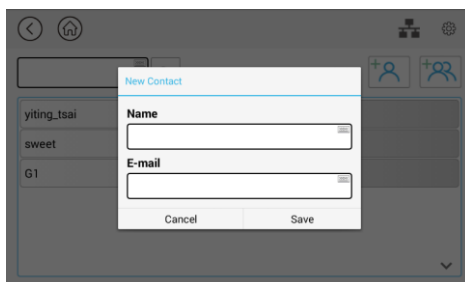 New Contact
yiting_tsai
Name
sweet
E-mail
G1
Cancel Save